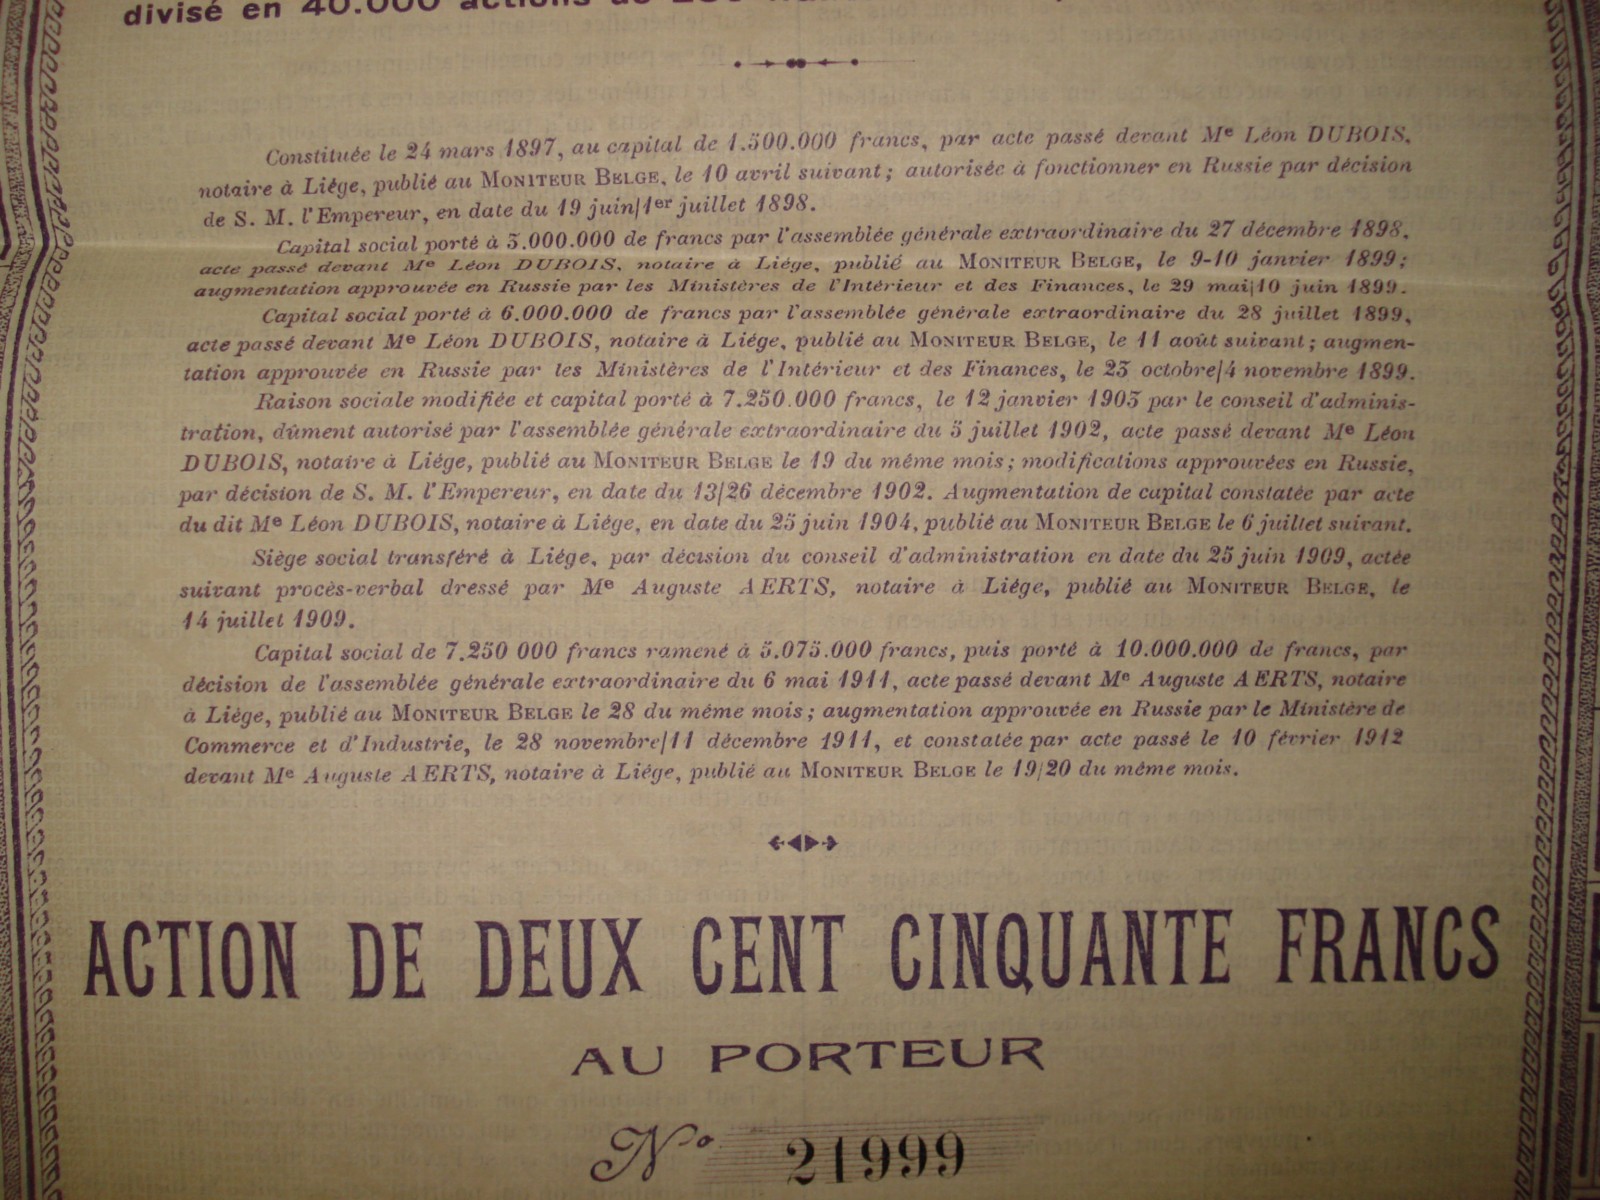 divisé en 40.000 actions de 250
Constituée le 24 mars 1897, au capital de 1.500.000 francs, par acte passé devant Me Léon DUBOIS,
notaire à Liége, publié au MONITEUR BELGE, le 10 avril suivant; autorisée à fonctionner en Russie par décision
de S. M. l'Empereur, en date du 19 juin/1er juillet 1898.
Capital social porté à 3.000.000 de francs par l'assemblée générale extraordinaire du 27 décembre 1898,
acte passé devant Me Léon DUBOIS, notaire à Liége, publié au MONITEUR BELGE, le 9-10 janvier 1899;
augmentation approuvée en Russie par les Ministères de l'Intérieur et des Finances, le 29 mai/10 juin 1899.
Capital social porté à 6.000.000 de francs par l'assemblée générale extraordinaire du 28 juillet 1899,
acte passé devant Me Léon DUBOIS, notaire à Liége, publié au MONITEUR BELGE, le 11 août suivant; augmen-
tation approuvée en Russie par les Ministères de l'Intérieur et des Finances, le 23 octobre/4 novembre 1899.
Raison sociale modifiée et capital porté à 7.250.000 francs, le 12 janvier 1903 par le conseil d'adminis-
tration, dûment autorisé par l'assemblée générale extraordinaire du 3 juillet 1902, acte passé devant Me Léon
DUBOIS, notaire à Liége, publié au MONITEUR BELGE le 19 du même mois; modifications approuvées en Russie,
par décision de S. M. l'Empereur, en date du 13/26 décembre 1902. Augmentation de capital constatée par acte
du dit Me Léon DUBOIS, notaire à Liége, en date du 25 juin 1904, publié au MONITEUR BELGE le 6 juillet suivant.
Siège social transféré à Liége, par décision du conseil d'administration en date du 25 juin 1909, actée
suivant procès-verbal dressé par Me Auguste AERTS, notaire à Liége, publié au MONITEUR BELGE, le
14 juillet 1909.
Capital social de 7.250 000 francs ramené à 5.075.000 francs, puis porté à 10.000.000 de francs, par
décision de l'assemblée générale extraordinaire du 6 mai 1911, acte passé devant Me Auguste AERTS, notaire
à Liége, publié au MONITEUR BELGE le 28 du même mois; augmentation approuvée en Russie par le Ministère de
Commerce et d'Industrie, le 28 novembre/11 décembre 1911, et constatée par acte passé le 10 février 1912
devant Me Auguste AERTS, notaire à Liége, publié au MONITEUR BELGE le 19/20 du même mois.
ACTION DE DEUX CENT CINQUANTE FRANCS
AU PORTEUR
No 21999